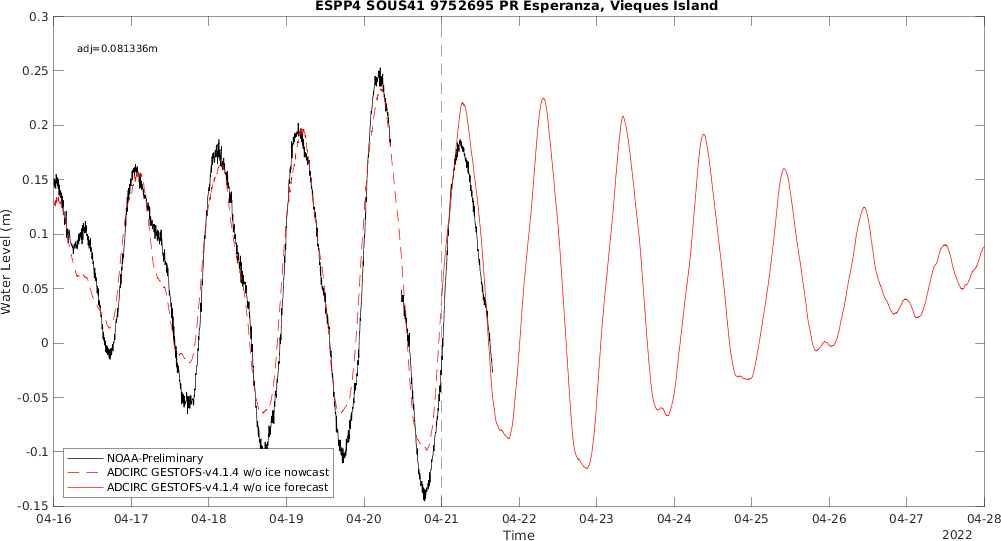 ESPP4 SOUS41 9752695 PR Esperanza, Vieques Island
0.3
adj=0.081336m
0.25
0.2
0.15
0.1
0.05
0
-0.05
-0.1
-0.15
Water Level (m)
NOAA-Preliminary
ADCIRC GESTOFS-v4.1.4 w/o ice nowcast
ADCIRC GESTOFS-v4.1.4 w/o ice forecast
04-16 04-17 04-18 04-19 04-20 04-21 04-22 04-23 04-24 04-25 04-26 04-27 04-28
Time
2022